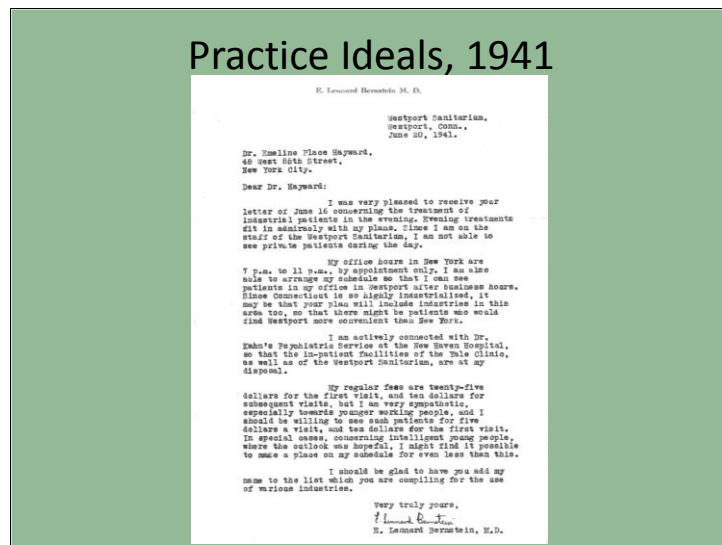 Practice Ideals, 1941
E. Lennard Bernstein M. D.
Westport Sanitarium,
Westport, Conn.,
June 20, 1941.
Dr. Emeline Place Hayward,
48 West 86th Street,
New York City.
Dear Dr. Hayward:
I was very pleased to receive your
letter of June 16 concerning the treatment of
industrial patients in the evening. Evening treatments
fit in admirably with my plans. Since I am on the
staff of the Westport Sanitarium, I am not able to
see private patients during the day.
My office hours in New York are
7 p.m. to 11 p.m., by appointment only. I am also
able to arrange my schedule so that I can see
patients in my office in Westport after business hours.
Since Connecticut is so highly industrialized, it
may be that your plan will include industries in this
area too, so that there might be patients who would
find Westport more convenient than New York.
I am actively connected with Dr.
Kahn's Psychiatric Service at the New Haven Hospital,
so that the in-patient facilities of the Yale Clinic,
as well as of the Westport Sanitarium, are at my
disposal.
My regular fees are twenty-five
dollars for the first visit, and ten dollars for
subsequent visits, but I am very sympathetic,
especially towards younger working people, and I
should be willing to see such patients for five
dollars a visit, and ten dollars for the first visit.
In special cases, concerning intelligent young people,
where the outlook was hopeful, I might find it possible
to make a place on my schedule for even less than this.
I should be glad to have you add my
name to the list which you are compiling for the use
of various industries.
Very truly yours,
E. Lennard Bernstein
E. Lennard Bernstein, M.D.